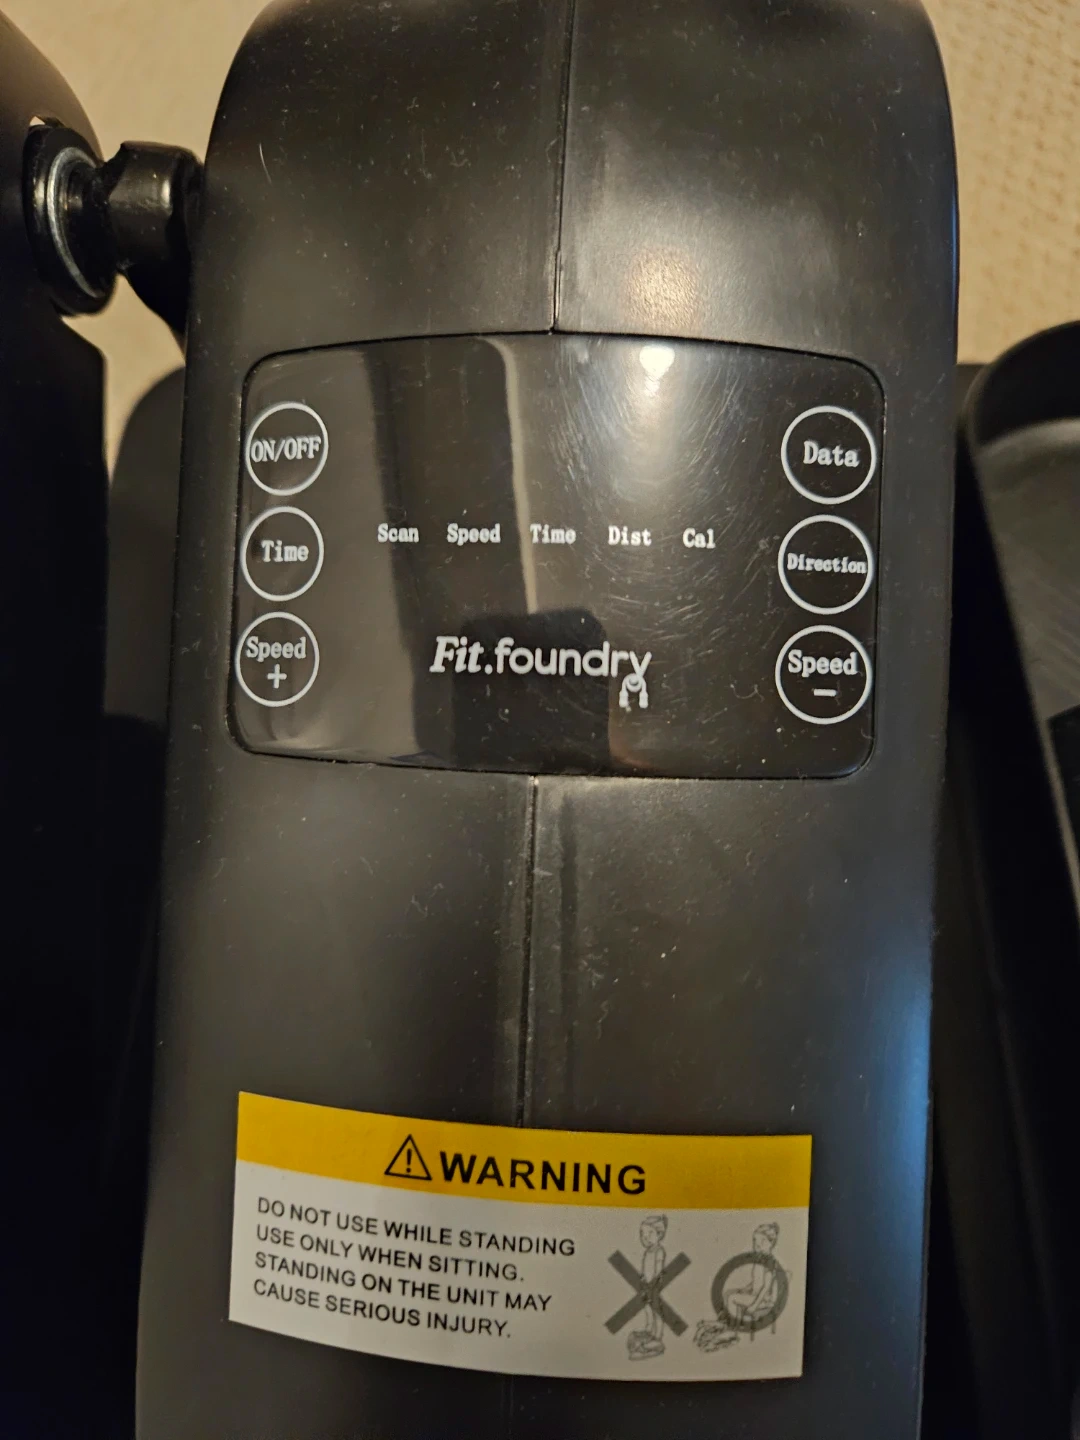 ON/OFF
Time
Speed
+
Scan Speed Time Dist Cal
Fit.foundry
Data
Direction
Speed
−
WARNING
DO NOT USE WHILE STANDING
USE ONLY WHEN SITTING.
STANDING ON THE UNIT MAY
CAUSE SERIOUS INJURY.